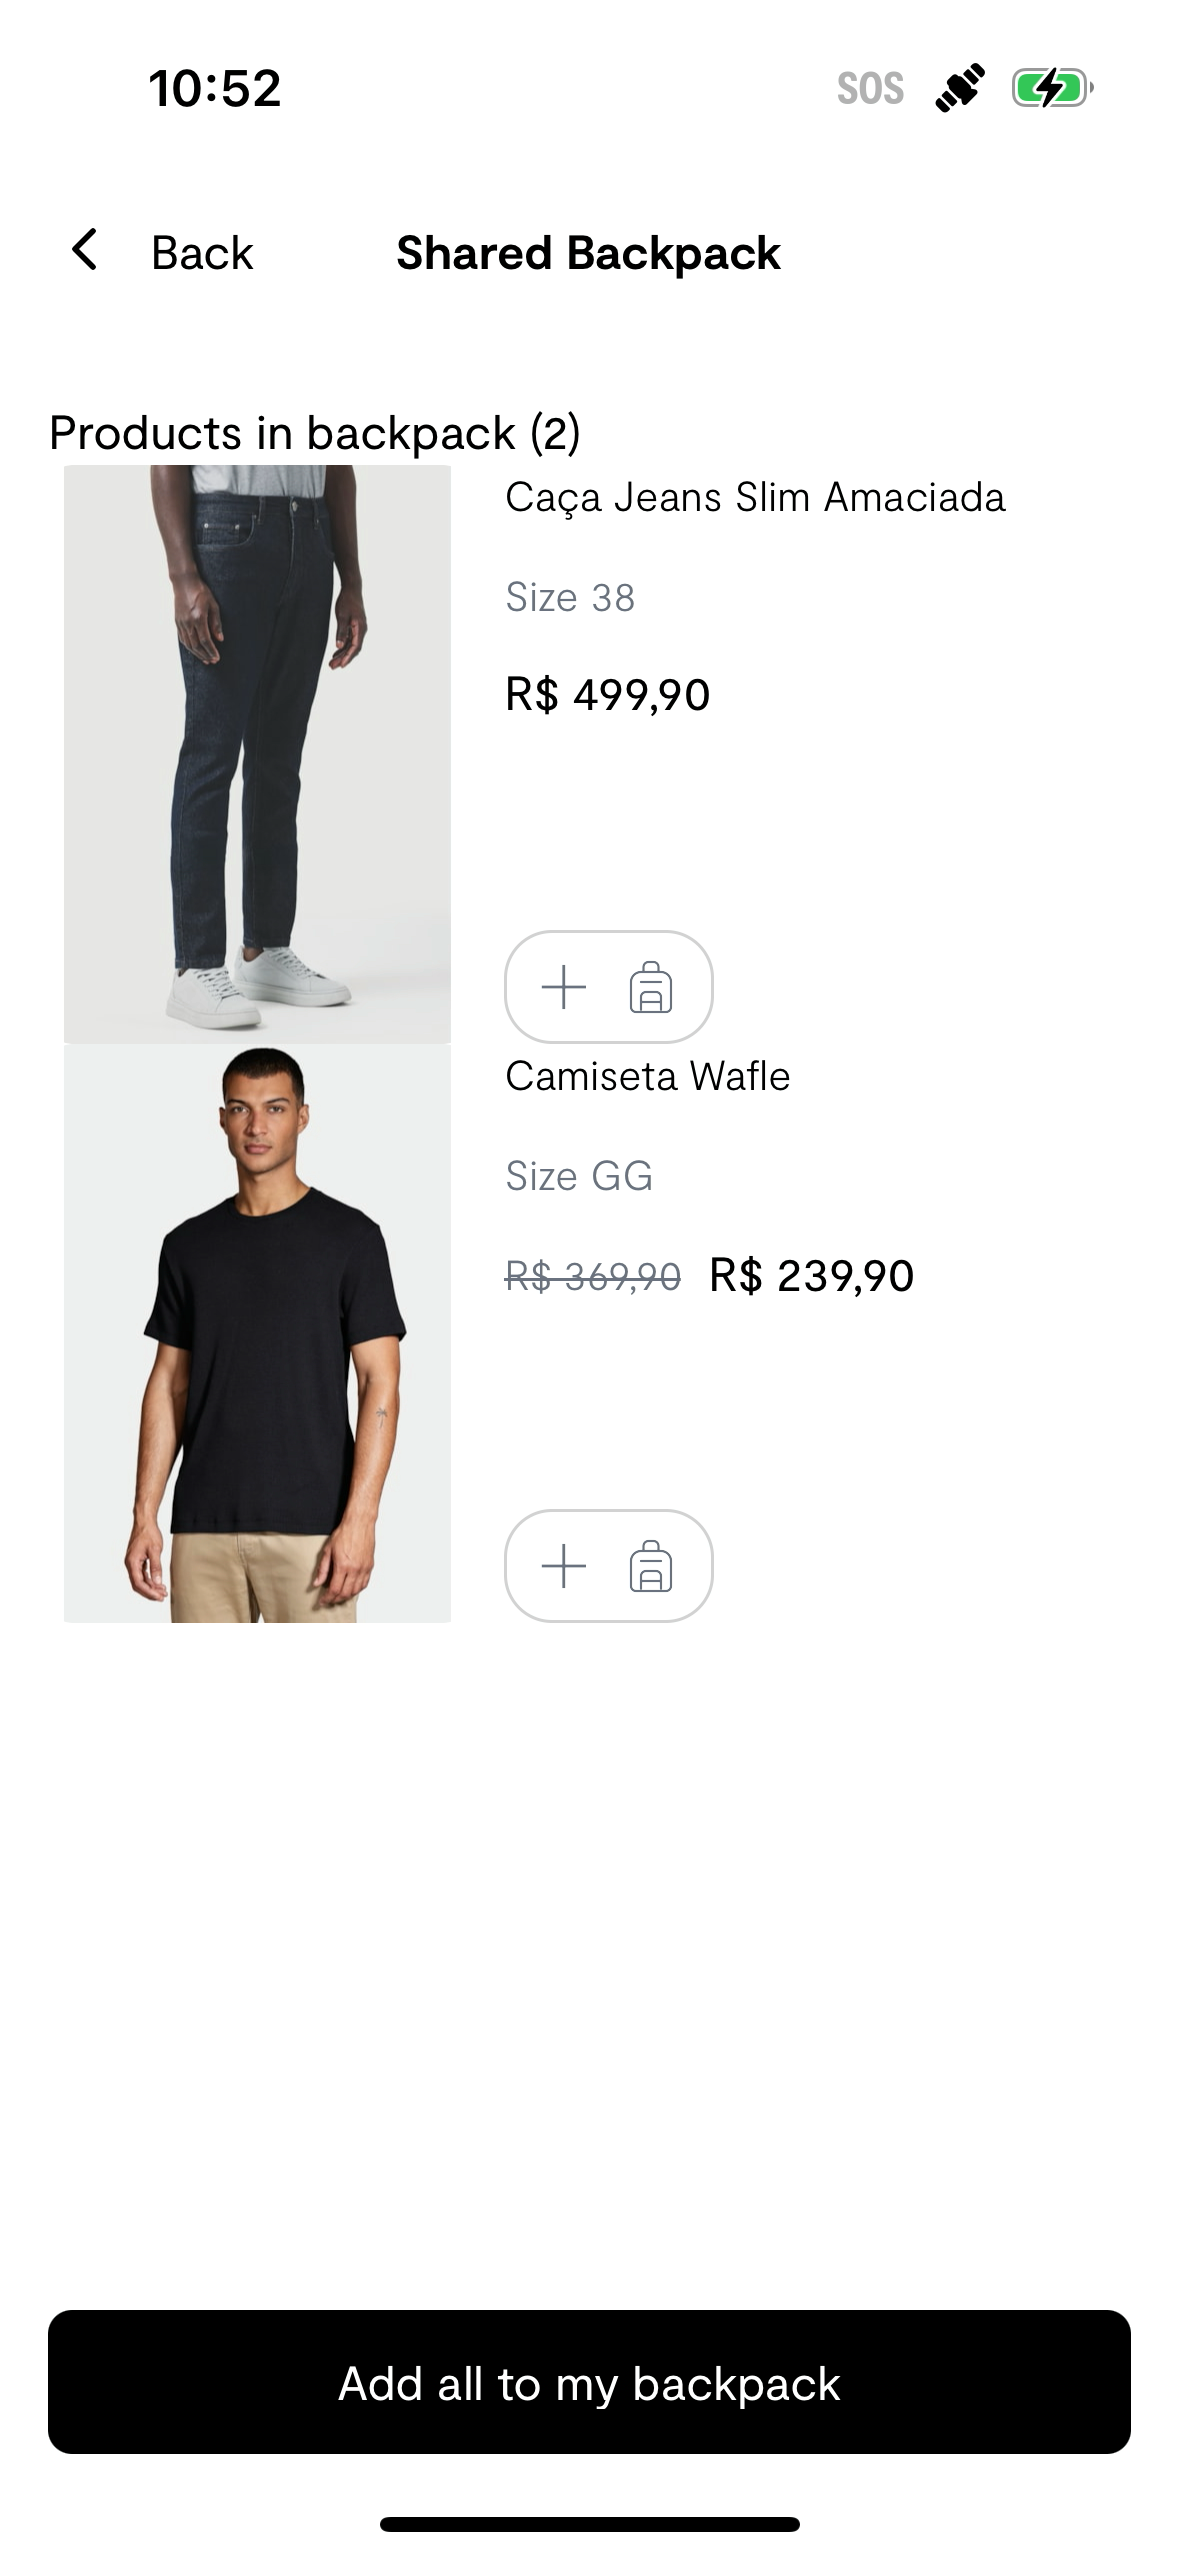 10:52 SOS
Back Shared Backpack
Products in backpack (2)
Caça Jeans Slim Amaciada
Size 38
R$ 499,90
Camiseta Wafle
Size GG
R$ 369,90 R$ 239,90
Add all to my backpack